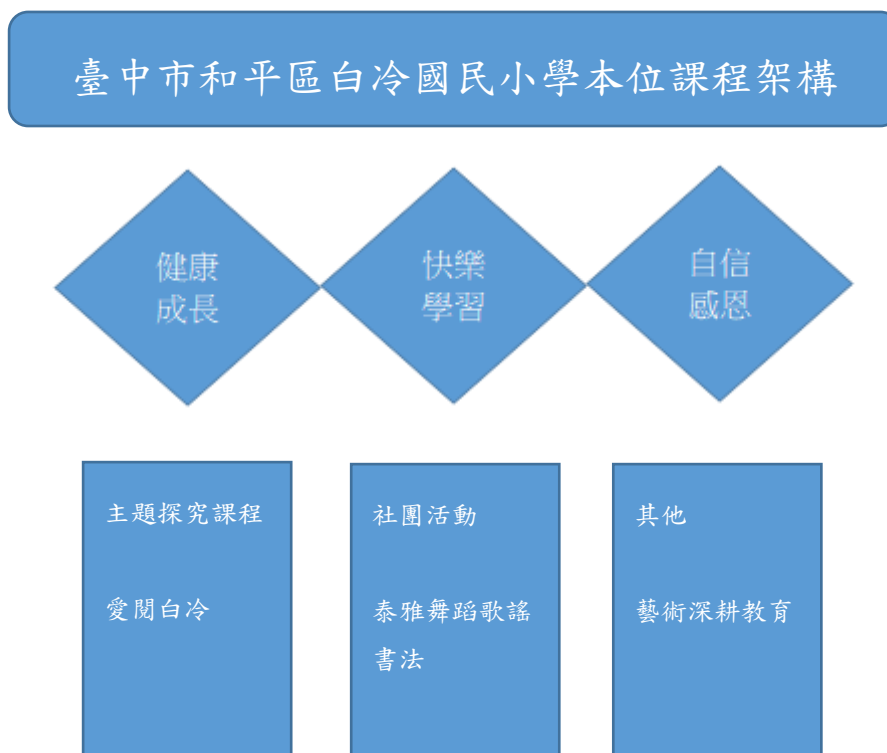 臺中市和平區白冷國民小學本位課程架構
健康
成長
快樂
學習
自信
感恩
主題探究課程
愛閱白冷
社團活動
泰雅舞蹈歌謠
書法
其他
藝術深耕教育